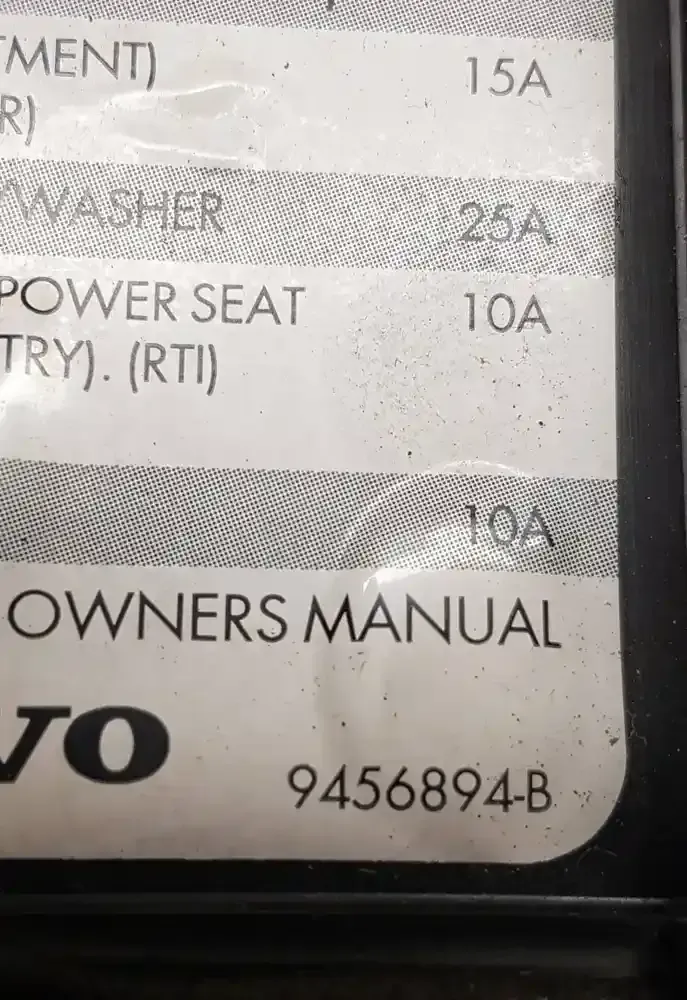 TMENT) 15A
R)
/WASHER 25A
POWER SEAT 10A
TRY). (RTI)
10A
OWNERS MANUAL
VO
9456894-B